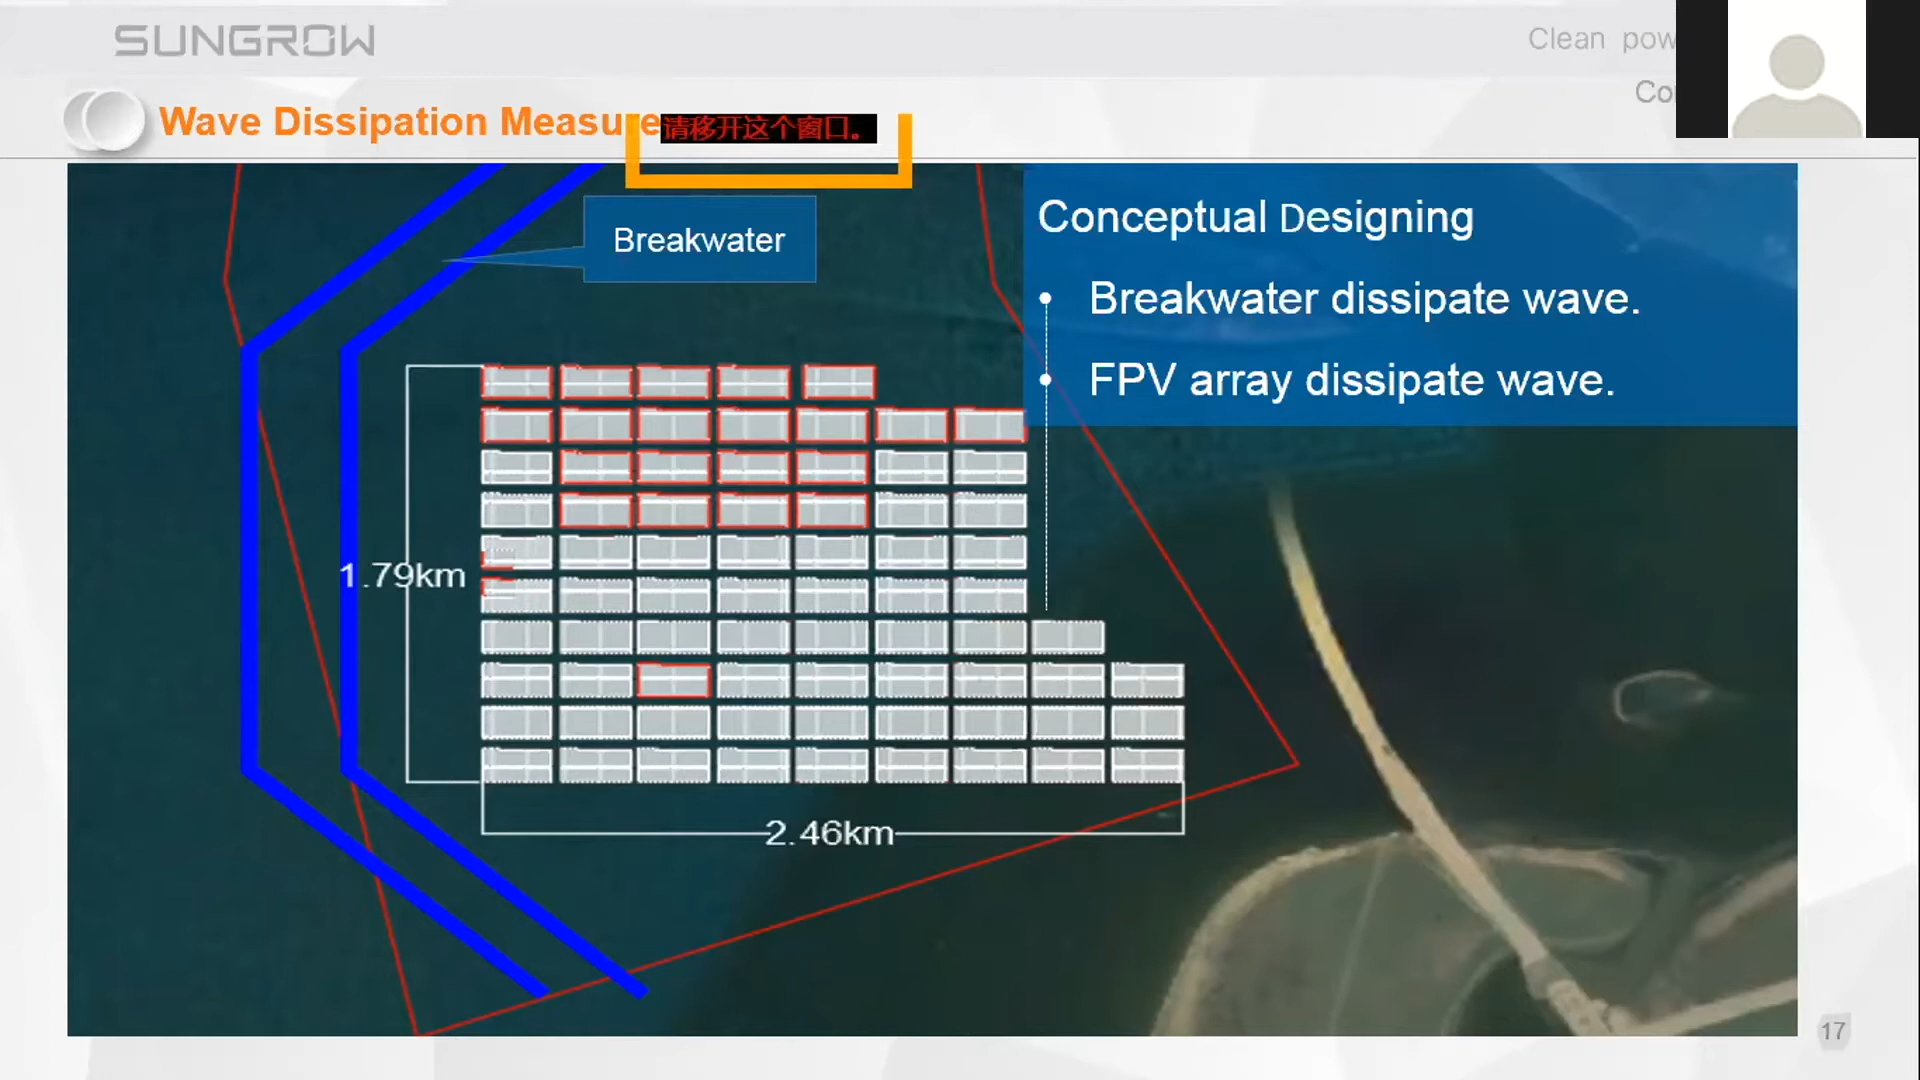 SUNGROW
Clean pow
Co
Wave Dissipation Measure
请移开这个窗口。
Breakwater
Conceptual Designing
Breakwater dissipate wave.
FPV array dissipate wave.
1.79km
2.46km
17